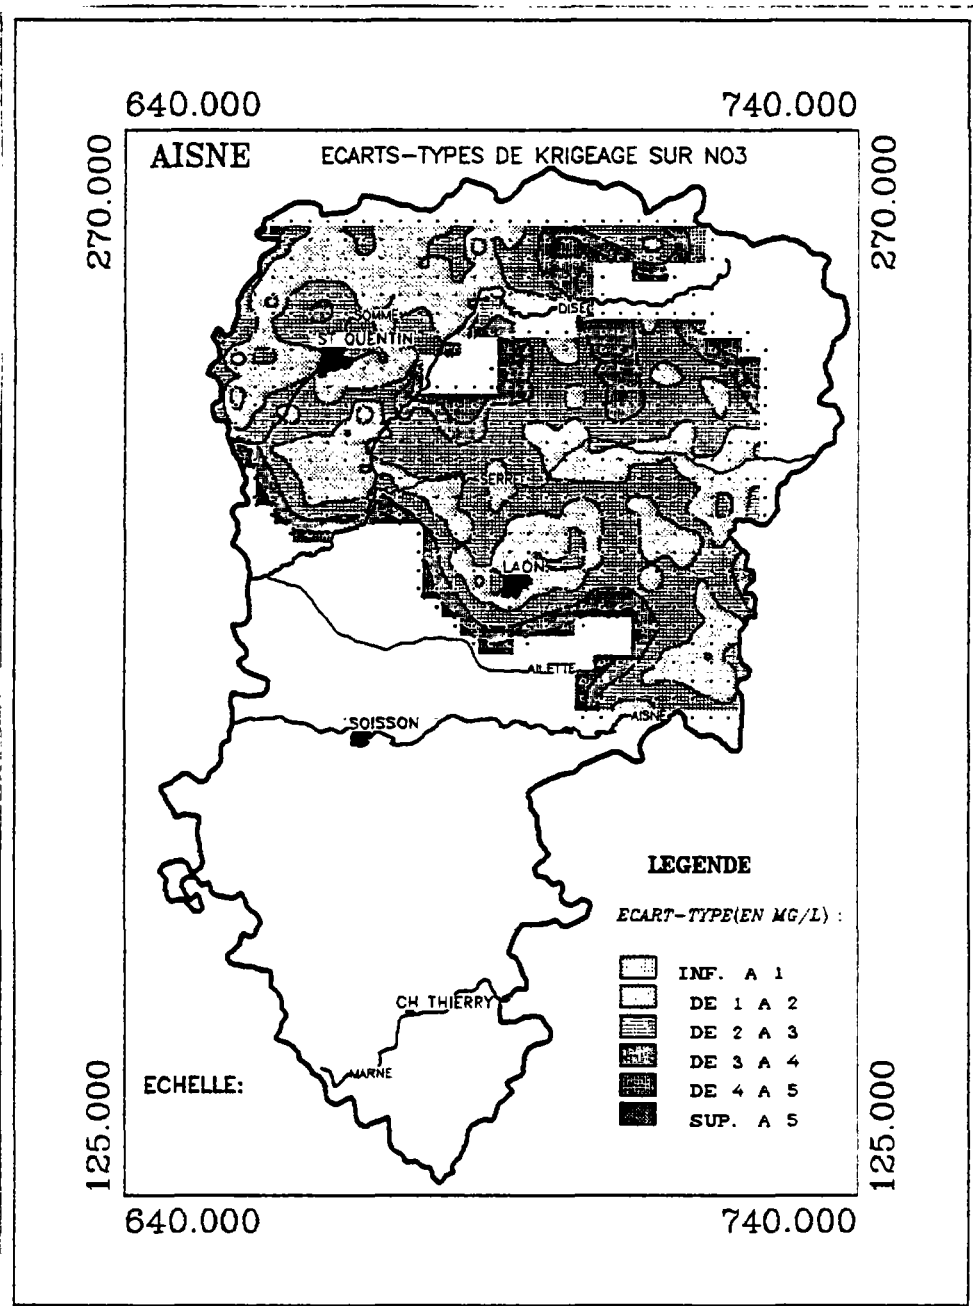 640.000 740.000
AISNE ECARTS-TYPES DE KRIGEAGE SUR NO3
270.000 270.000
OISE
SOMME
ST QUENTIN
SERRE
LAON
AILETTE
AISNE
SOISSON
LEGENDE
ECART-TYPE(EN MG/L) :
INF. A 1
DE 1 A 2
CH THIERRY
DE 2 A 3
DE 3 A 4
MARNE
ECHELLE:
DE 4 A 5
SUP. A 5
125.000 125.000
640.000 740.000